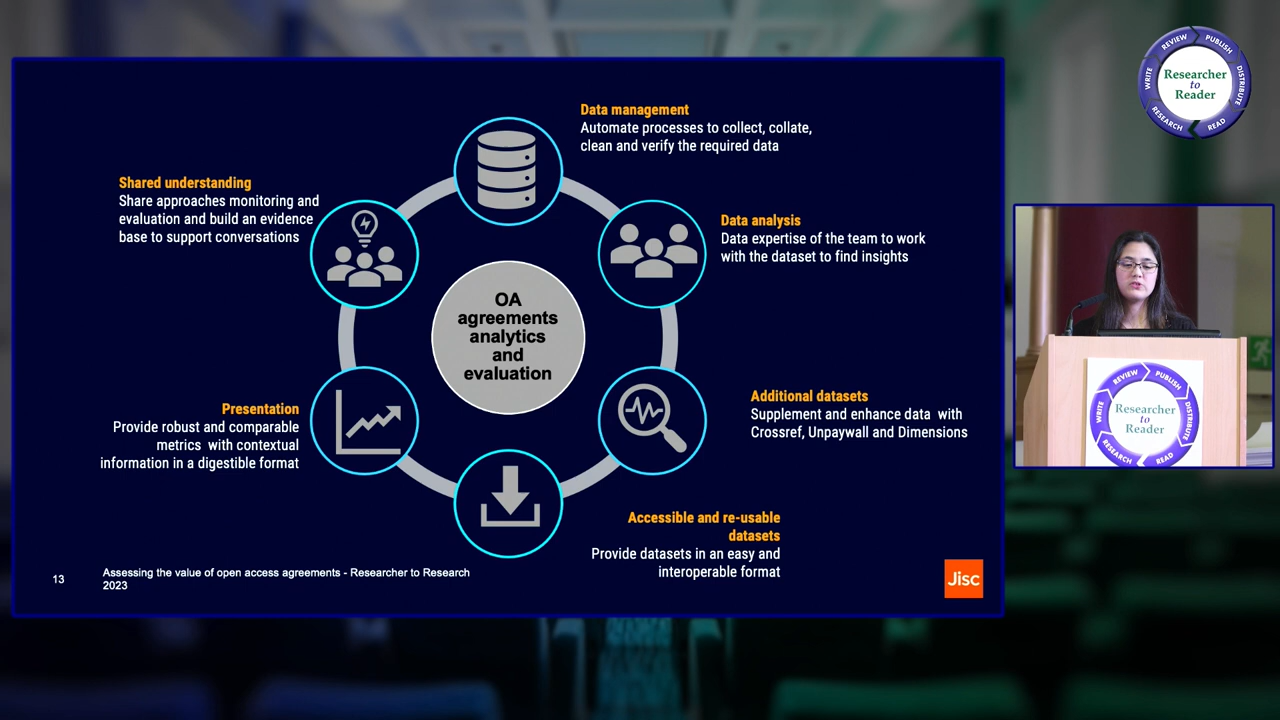 Data management
Automate processes to collect, collate,
clean and verify the required data
Shared understanding
Share approaches monitoring and
evaluation and build an evidence
base to support conversations
Data analysis
Data expertise of the team to work
with the dataset to find insights
OA
agreements
analytics
and
evaluation
Presentation
Provide robust and comparable
metrics with contextual
information in a digestible format
Additional datasets
Supplement and enhance data with
Crossref, Unpaywall and Dimensions
Accessible and re-usable
datasets
Provide datasets in an easy and
interoperable format
13
Assessing the value of open access agreements - Researcher to Research
2023
Jisc
WRITE
REVIEW
PUBLISH
DISTRIBUTE
READ
RESEARCH
Researcher
to
Reader
WRITE
REVIEW
PUBLISH
DISTRIBUTE
READ
RESEARCH
Researcher
to
Reader